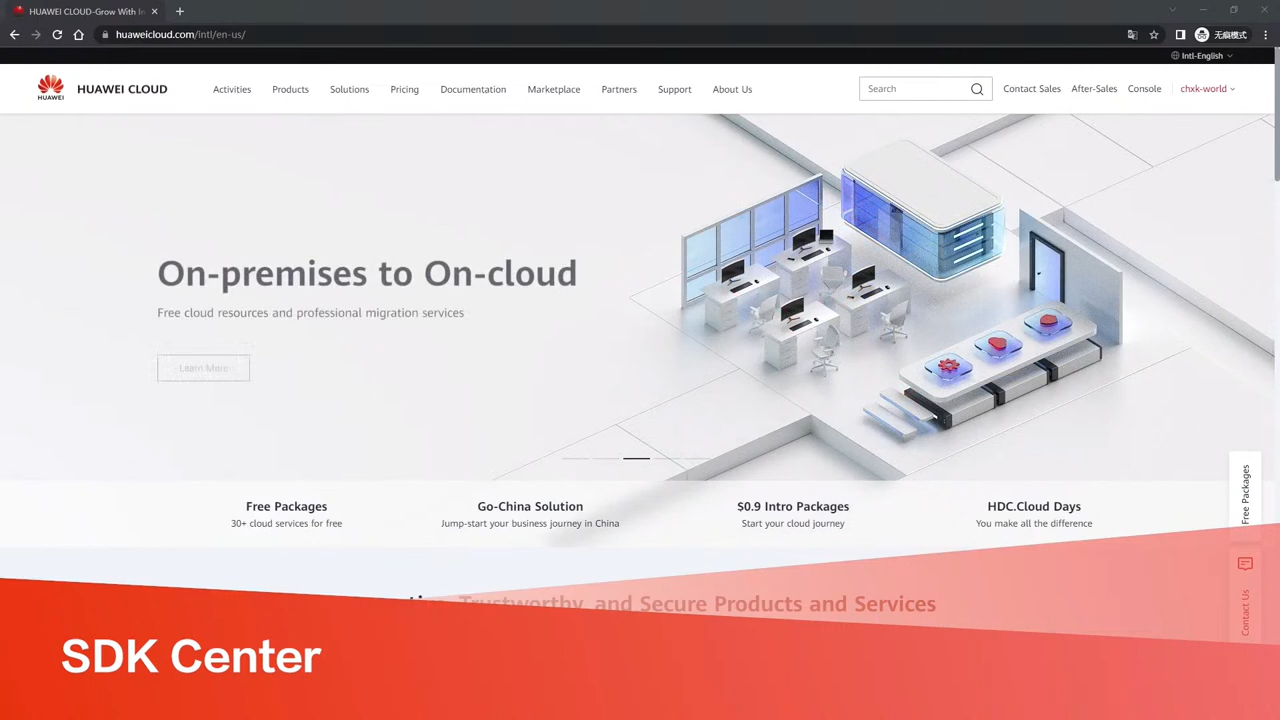 HUAWEI CLOUD-Grow With In
huaweicloud.com/intl/en-us/
无痕模式
Intl-English
HUAWEI
HUAWEI CLOUD
Activities
Products
Solutions
Pricing
Documentation
Marketplace
Partners
Support
About Us
Search
Contact Sales
After-Sales
Console
chxk-world
On-premises to On-cloud
Free cloud resources and professional migration services
Learn More
Free Packages
30+ cloud services for free
Go-China Solution
Jump-start your business journey in China
$0.9 Intro Packages
Start your cloud journey
HDC.Cloud Days
You make all the difference
Free Packages
Contact Us
Trustworthy, and Secure Products and Services
SDK Center